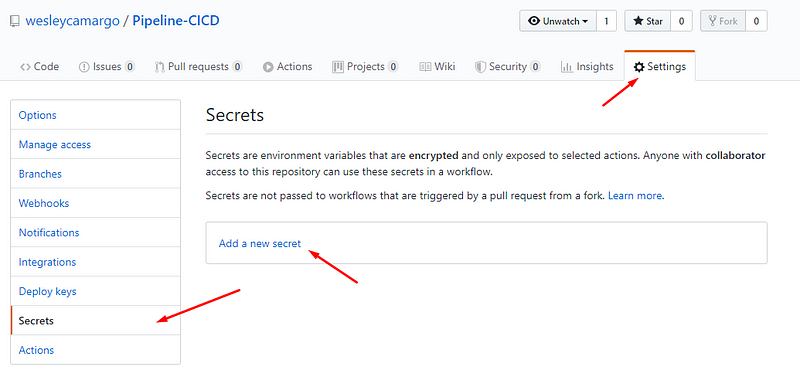 wesleycamargo / Pipeline-CICD
Unwatch 1 Star 0 Fork 0
Code Issues 0 Pull requests 0 Actions Projects 0 Wiki Security 0 Insights Settings
Options
Manage access
Branches
Webhooks
Notifications
Integrations
Deploy keys
Secrets
Actions
Secrets
Secrets are environment variables that are encrypted and only exposed to selected actions. Anyone with collaborator
access to this repository can use these secrets in a workflow.
Secrets are not passed to workflows that are triggered by a pull request from a fork. Learn more.
Add a new secret